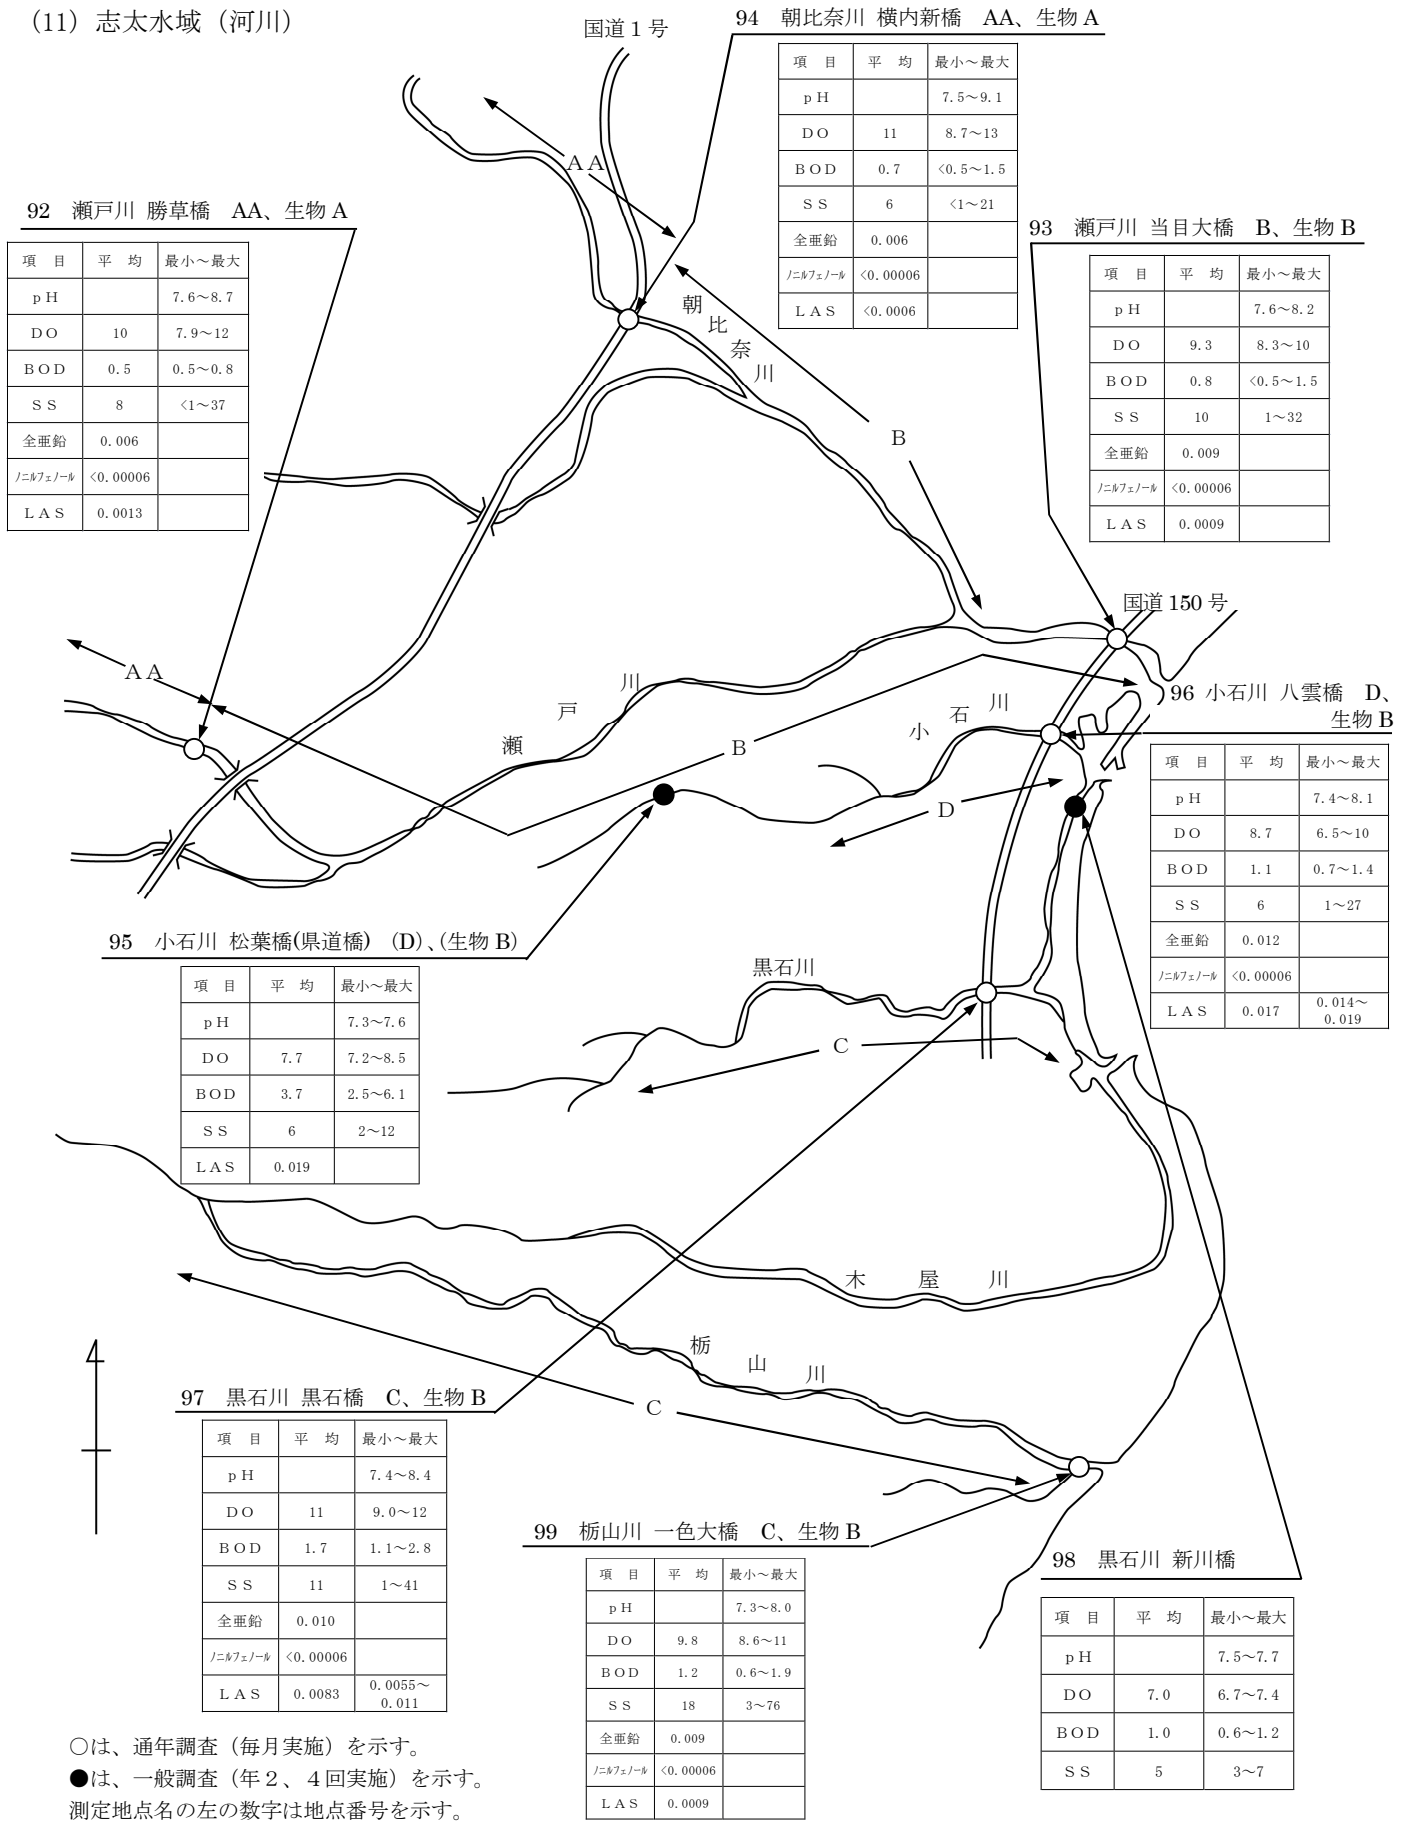 (11) 志太水域（河川）
国道１号
94　朝比奈川 横内新橋　AA、生物 A
項　目　平　均　最小～最大
ｐＨ　7.5～9.1
ＤＯ　11　8.7～13
ＢＯＤ　0.7　<0.5～1.5
ＳＳ　6　<1～21
全亜鉛　0.006
ﾉﾆﾙﾌｪﾉｰﾙ　<0.00006
ＬＡＳ　<0.0006
ＡＡ
92　瀬戸川 勝草橋　AA、生物 A
項　目　平　均　最小～最大
ｐＨ　7.6～8.7
ＤＯ　10　7.9～12
ＢＯＤ　0.5　0.5～0.8
ＳＳ　8　<1～37
全亜鉛　0.006
ﾉﾆﾙﾌｪﾉｰﾙ　<0.00006
ＬＡＳ　0.0013
93　瀬戸川 当目大橋　B、生物 B
項　目　平　均　最小～最大
ｐＨ　7.6～8.2
ＤＯ　9.3　8.3～10
ＢＯＤ　0.8　<0.5～1.5
ＳＳ　10　1～32
全亜鉛　0.009
ﾉﾆﾙﾌｪﾉｰﾙ　<0.00006
ＬＡＳ　0.0009
朝比奈川
Ｂ
国道 150 号
ＡＡ
瀬戸川
小石川
Ｂ
Ｄ
96 小石川 八雲橋　D、
生物 B
項　目　平　均　最小～最大
ｐＨ　7.4～8.1
ＤＯ　8.7　6.5～10
ＢＯＤ　1.1　0.7～1.4
ＳＳ　6　1～27
全亜鉛　0.012
ﾉﾆﾙﾌｪﾉｰﾙ　<0.00006
ＬＡＳ　0.017　0.014～0.019
95　小石川 松葉橋(県道橋)　(D)、(生物 B)
項　目　平　均　最小～最大
ｐＨ　7.3～7.6
ＤＯ　7.7　7.2～8.5
ＢＯＤ　3.7　2.5～6.1
ＳＳ　6　2～12
ＬＡＳ　0.019
黒石川
Ｃ
木屋川
栃山川
Ｃ
97　黒石川 黒石橋　C、生物 B
項　目　平　均　最小～最大
ｐＨ　7.4～8.4
ＤＯ　11　9.0～12
ＢＯＤ　1.7　1.1～2.8
ＳＳ　11　1～41
全亜鉛　0.010
ﾉﾆﾙﾌｪﾉｰﾙ　<0.00006
ＬＡＳ　0.0083　0.0055～0.011
99　栃山川 一色大橋　C、生物 B
項　目　平　均　最小～最大
ｐＨ　7.3～8.0
ＤＯ　9.8　8.6～11
ＢＯＤ　1.2　0.6～1.9
ＳＳ　18　3～76
全亜鉛　0.009
ﾉﾆﾙﾌｪﾉｰﾙ　<0.00006
ＬＡＳ　0.0009
98　黒石川 新川橋
項　目　平　均　最小～最大
ｐＨ　7.5～7.7
ＤＯ　7.0　6.7～7.4
ＢＯＤ　1.0　0.6～1.2
ＳＳ　5　3～7
○は、通年調査（毎月実施）を示す。
●は、一般調査（年２、４回実施）を示す。
測定地点名の左の数字は地点番号を示す。